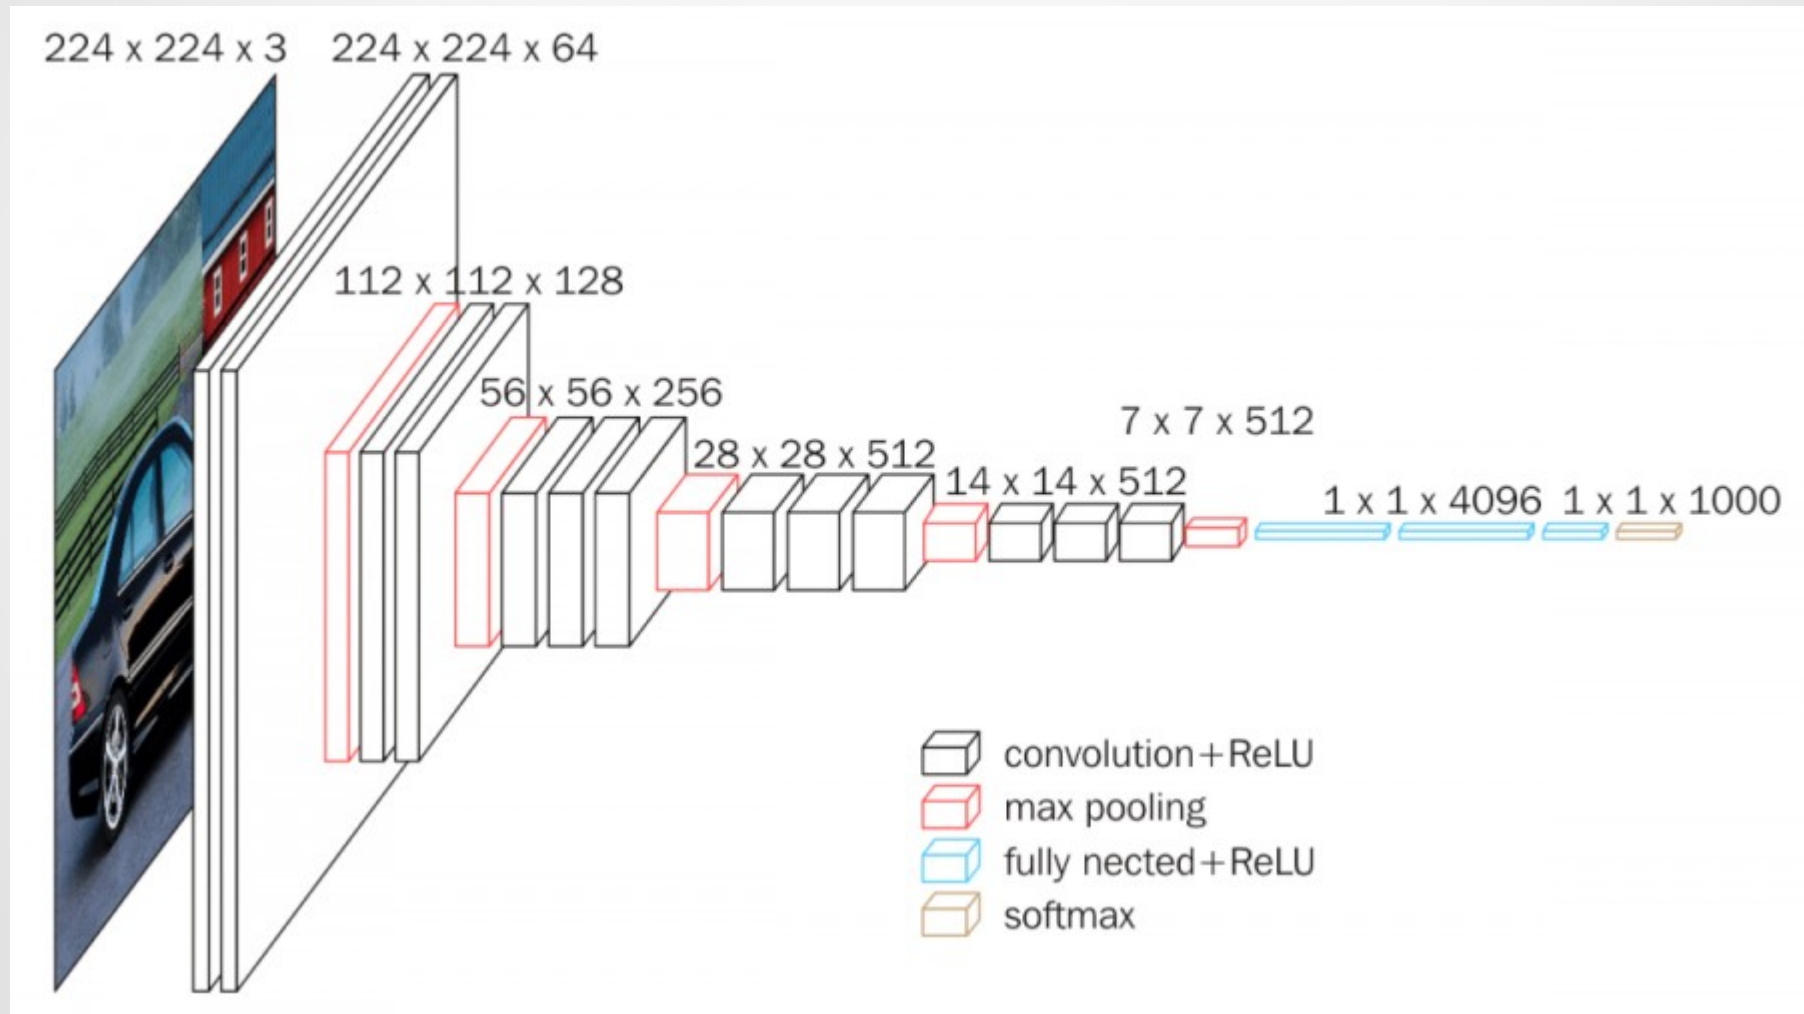 224 x 224 x 3
224 x 224 x 64
112 x 112 x 128
56 x 56 x 256
28 x 28 x 512
14 x 14 x 512
7 x 7 x 512
1 x 1 x 4096
1 x 1 x 1000
convolution+ReLU
max pooling
fully nected+ReLU
softmax